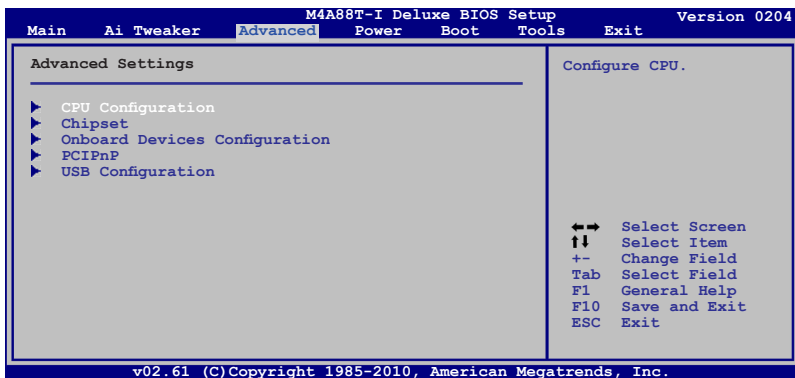 M4A88T-I Deluxe BIOS Setup Version 0204
Main Ai Tweaker Advanced Power Boot Tools Exit
Advanced Settings
CPU Configuration
Chipset
Onboard Devices Configuration
PCIPnP
USB Configuration
Configure CPU.
←→ Select Screen
↑↓ Select Item
+- Change Field
Tab Select Field
F1 General Help
F10 Save and Exit
ESC Exit
v02.61 (C)Copyright 1985-2010, American Megatrends, Inc.